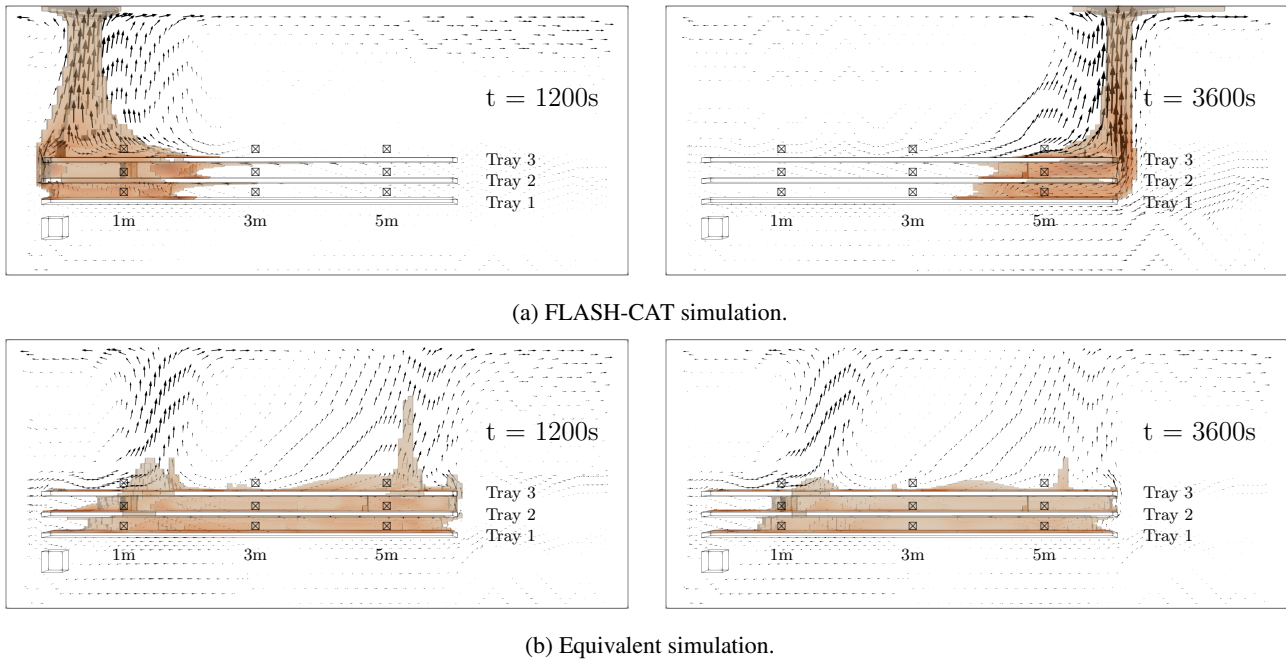 t = 1200s
Tray 3
Tray 2
Tray 1
1m 3m 5m
t = 3600s
Tray 3
Tray 2
Tray 1
1m 3m 5m
(a) FLASH-CAT simulation.
t = 1200s
Tray 3
Tray 2
Tray 1
1m 3m 5m
t = 3600s
Tray 3
Tray 2
Tray 1
1m 3m 5m
(b) Equivalent simulation.